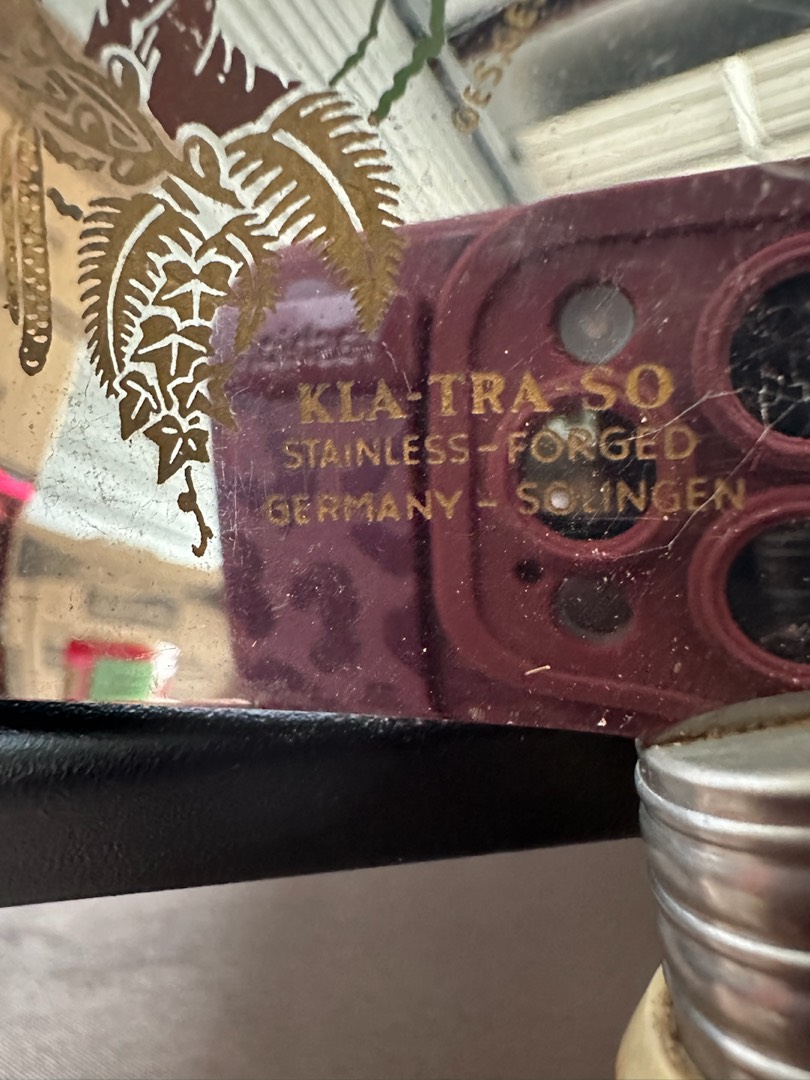 KLA-TRA-SO
STAINLESS-FORGED
GERMANY - SOLINGEN